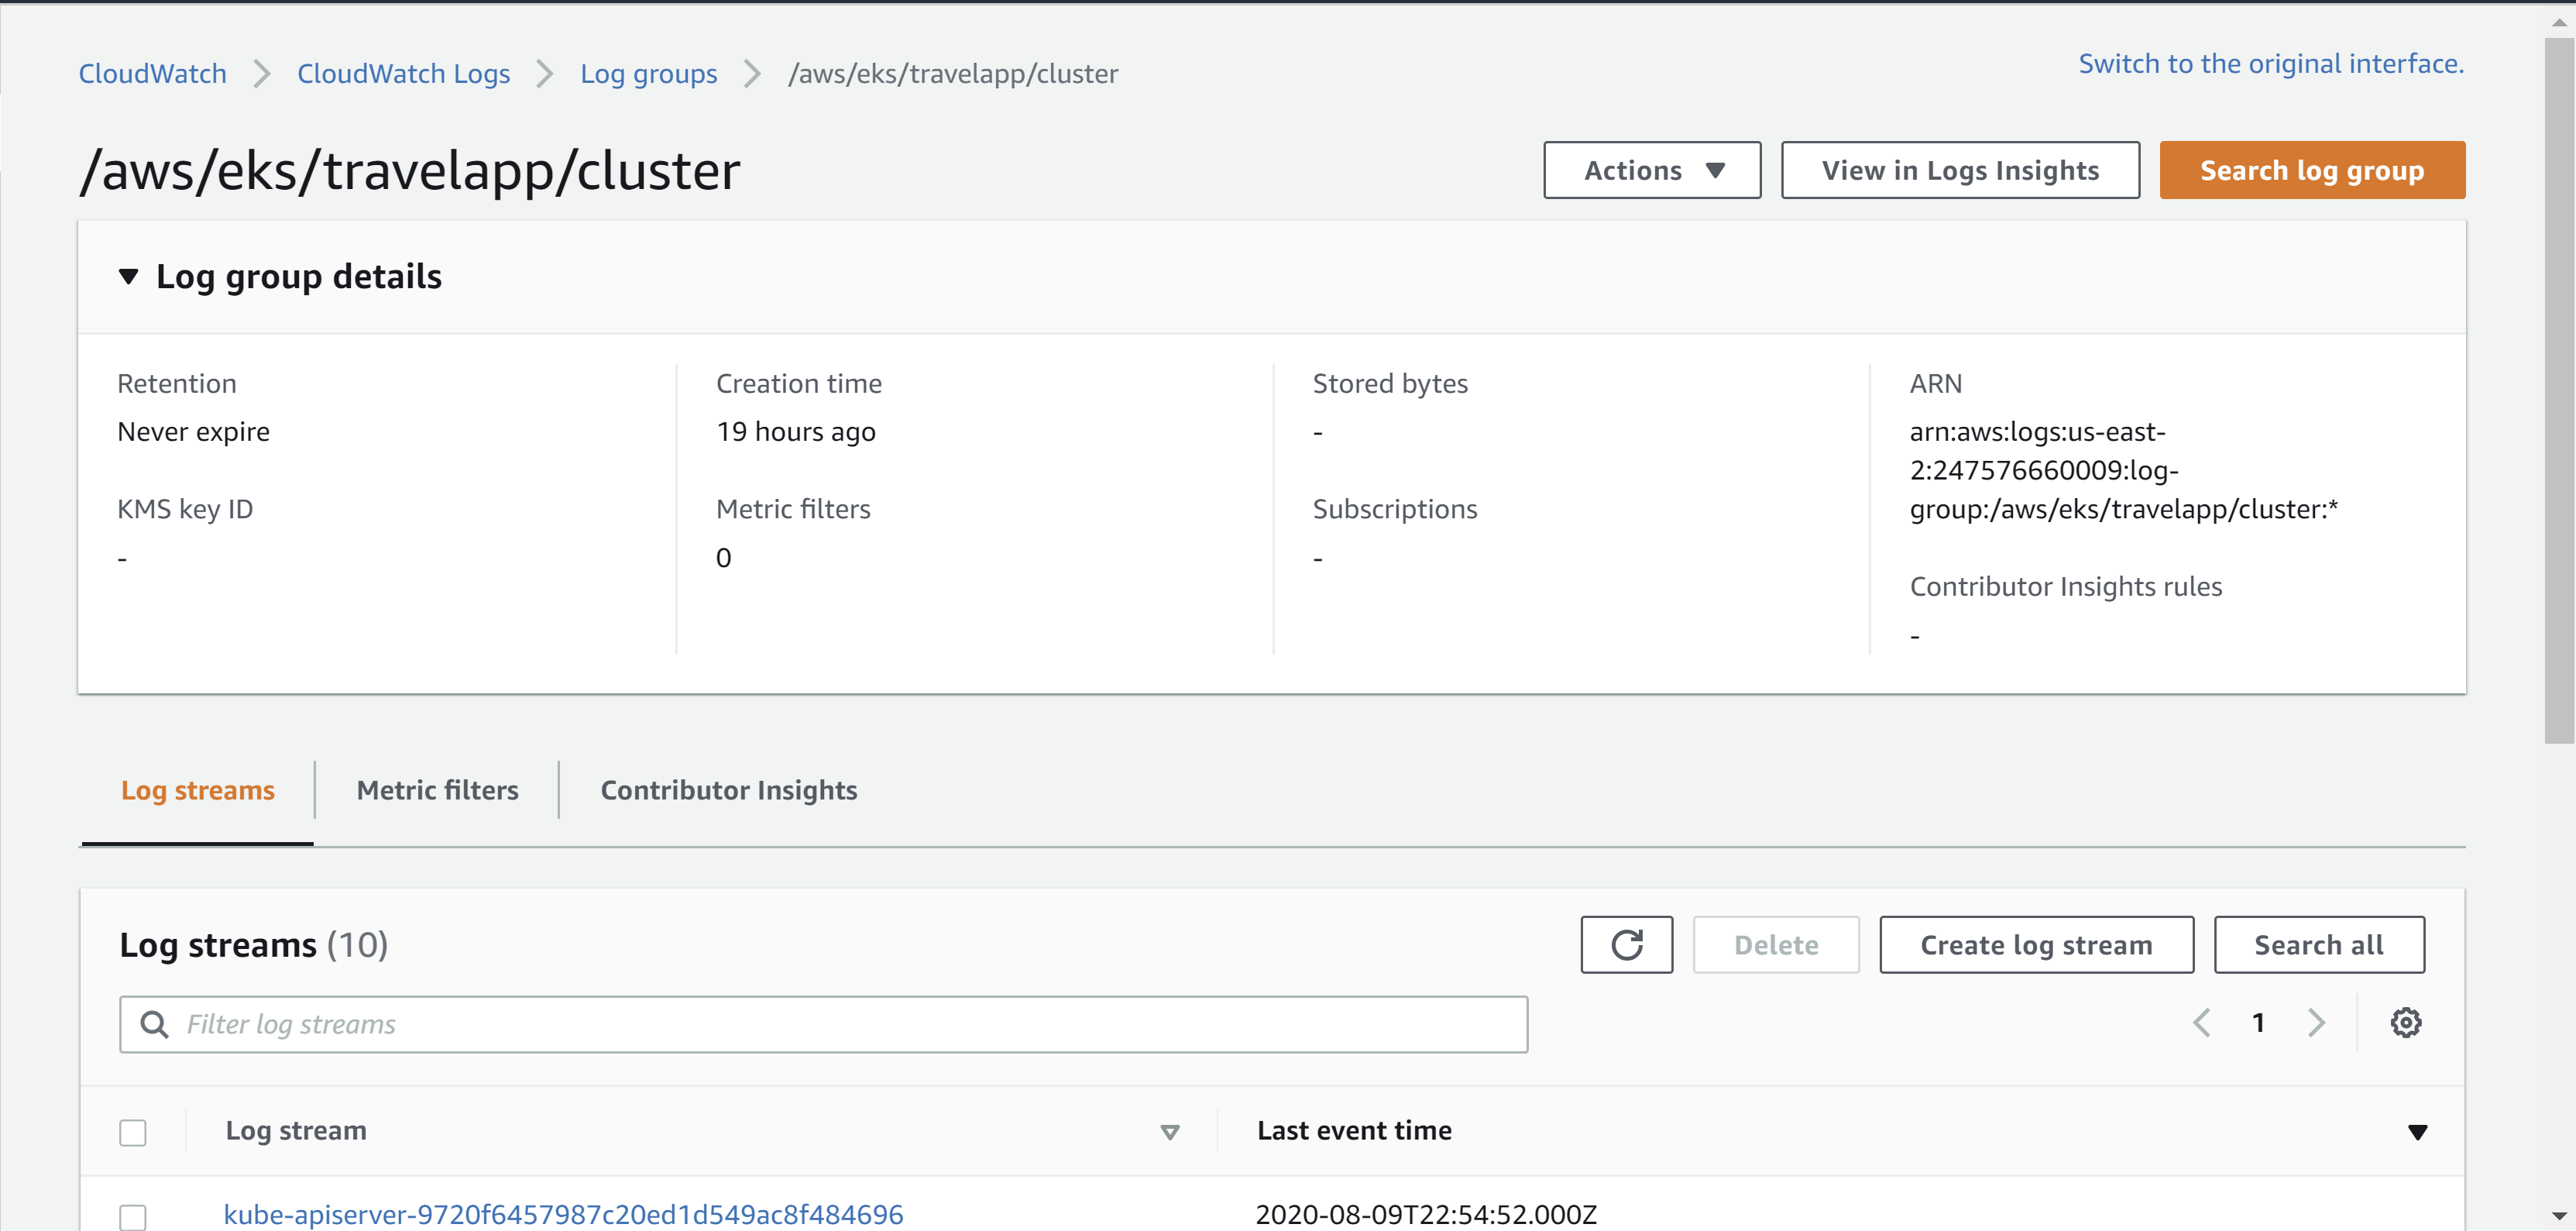 CloudWatch > CloudWatch Logs > Log groups > /aws/eks/travelapp/cluster
Switch to the original interface.
/aws/eks/travelapp/cluster
Actions
View in Logs Insights
Search log group
Log group details
Retention
Never expire
KMS key ID
-
Creation time
19 hours ago
Metric filters
0
Stored bytes
-
Subscriptions
-
ARN
arn:aws:logs:us-east-
2:247576660009:log-
group:/aws/eks/travelapp/cluster:*
Contributor Insights rules
-
Log streams
Metric filters
Contributor Insights
Log streams (10)
Delete
Create log stream
Search all
Filter log streams
1
Log stream
Last event time
kube-apiserver-9720f6457987c20ed1d549ac8f484696
2020-08-09T22:54:52.000Z